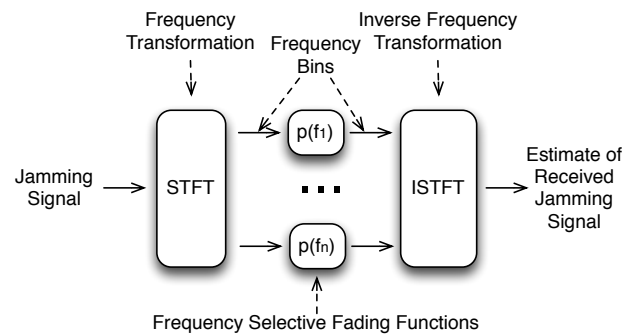 Frequency
Transformation
Frequency
Bins
Inverse Frequency
Transformation
Jamming
Signal
STFT
p(f1)
...
p(fn)
ISTFT
Estimate of
Received
Jamming
Signal
Frequency Selective Fading Functions